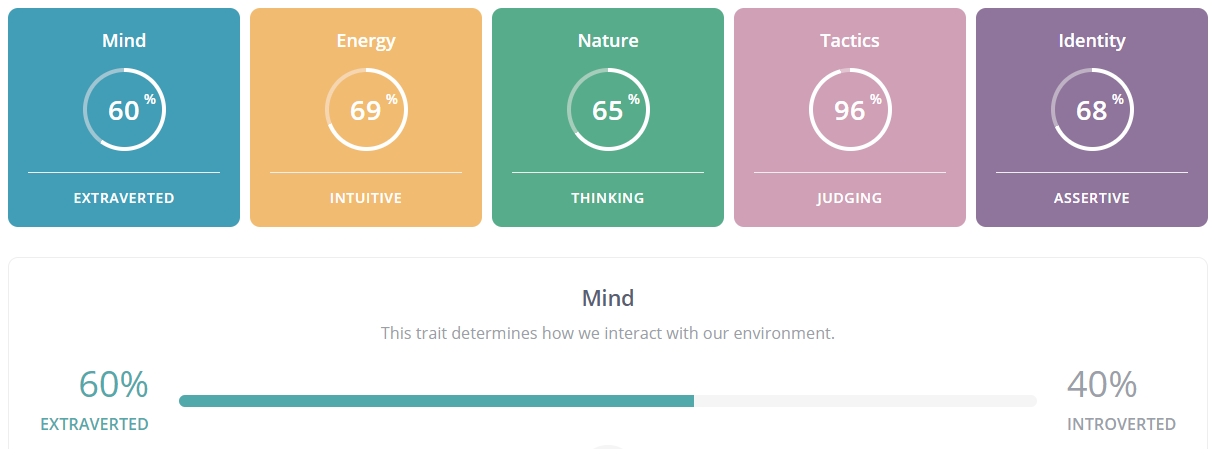 Mind
60 %
EXTRAVERTED
Energy
69 %
INTUITIVE
Nature
65 %
THINKING
Tactics
96 %
JUDGING
Identity
68 %
ASSERTIVE
Mind
This trait determines how we interact with our environment.
60%
EXTRAVERTED
40%
INTROVERTED